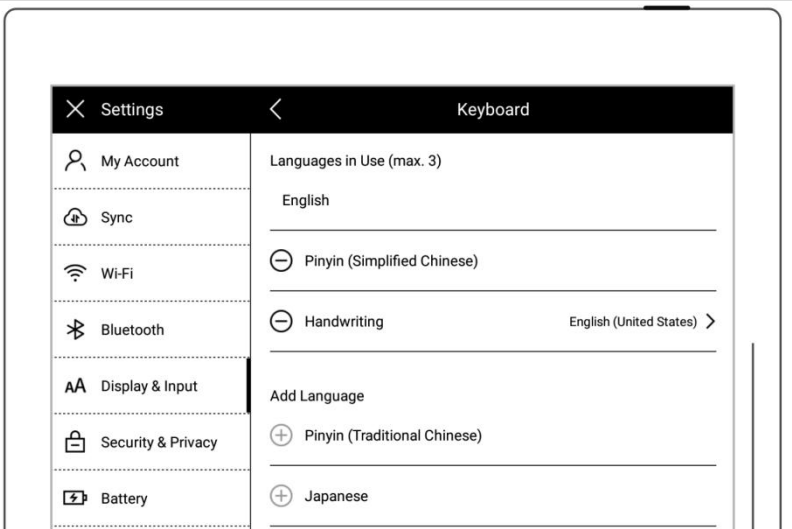 Settings
Keyboard
My Account
Sync
Wi-Fi
Bluetooth
AA Display & Input
Security & Privacy
Battery
Languages in Use (max. 3)
English
Pinyin (Simplified Chinese)
Handwriting English (United States)
Add Language
Pinyin (Traditional Chinese)
Japanese